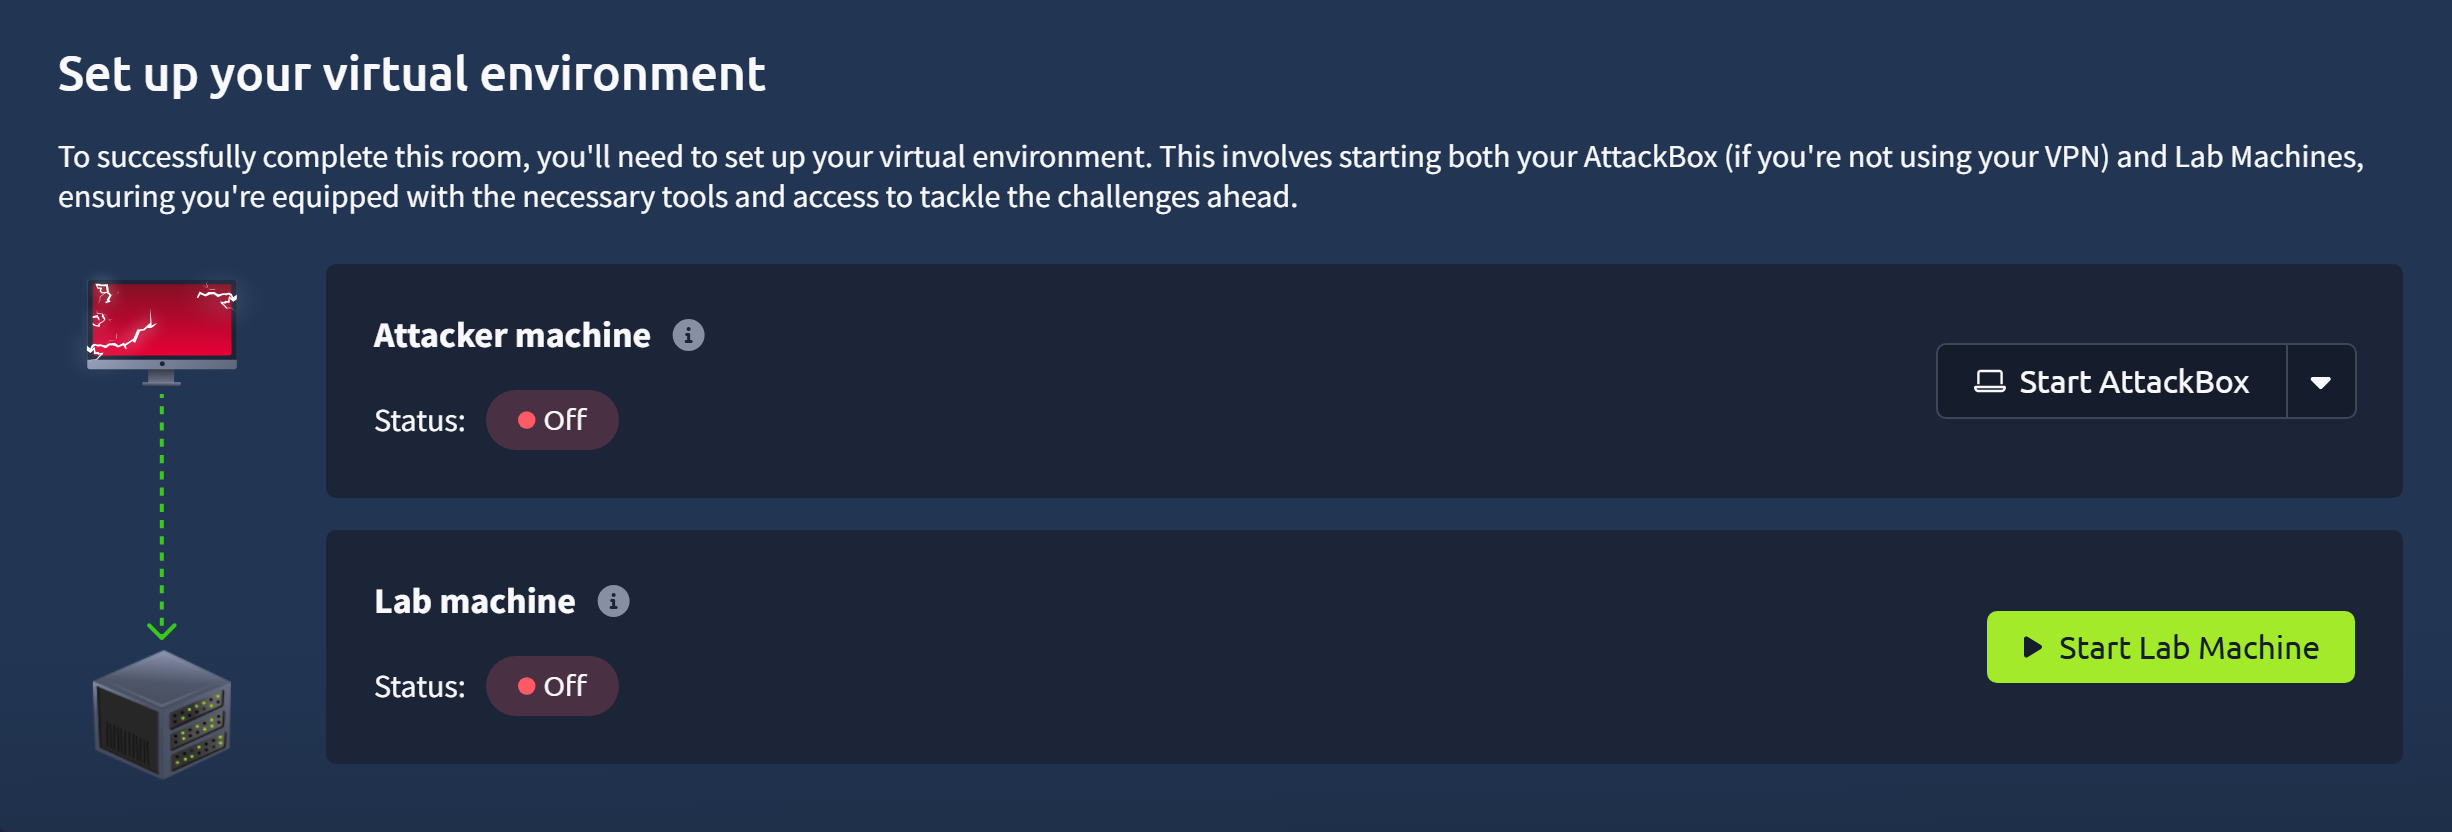 Set up your virtual environment
To successfully complete this room, you'll need to set up your virtual environment. This involves starting both your AttackBox (if you're not using your VPN) and Lab Machines,
ensuring you're equipped with the necessary tools and access to tackle the challenges ahead.
Attacker machine
Status: Off
Start AttackBox
Lab machine
Status: Off
Start Lab Machine